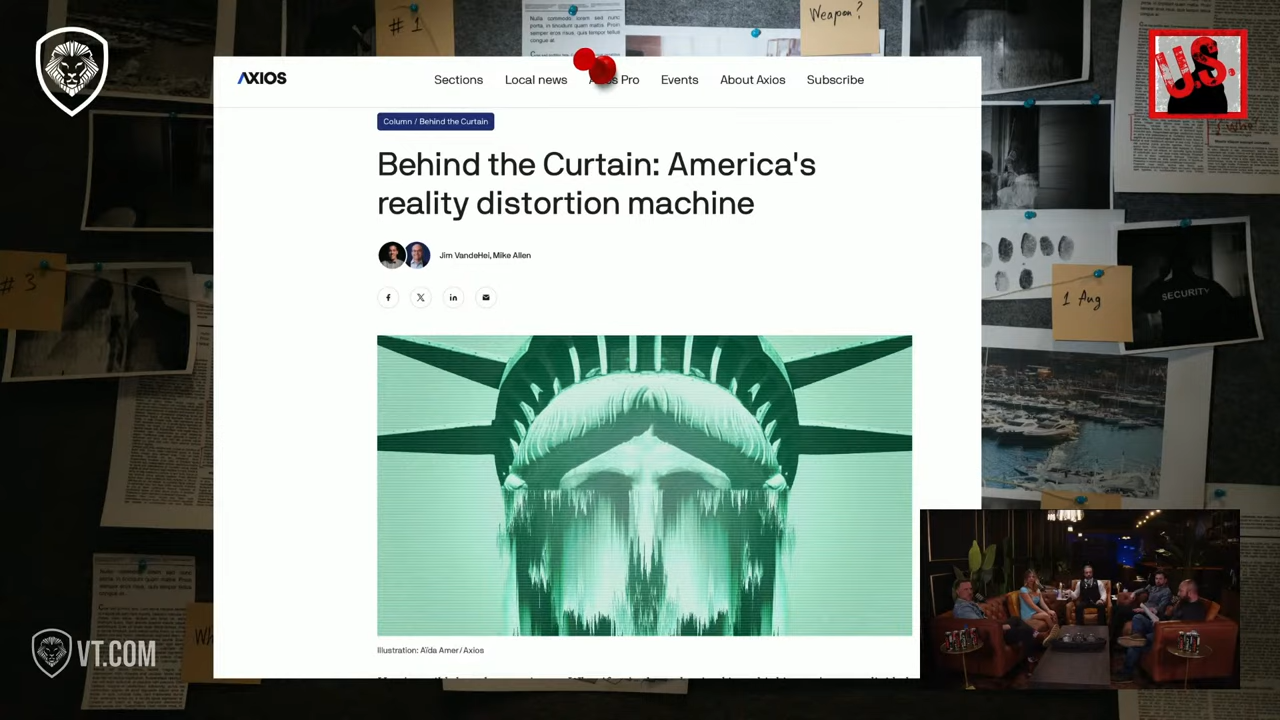 # 1
Weapon?
U.S.
AXIOS
Sections Local news Pro Events About Axios Subscribe
Column / Behind the Curtain
Behind the Curtain: America's
reality distortion machine
Jim VandeHei, Mike Allen
# 3
1 Aug
SECURITY
Illustration: Aïda Amer/Axios
VT.COM